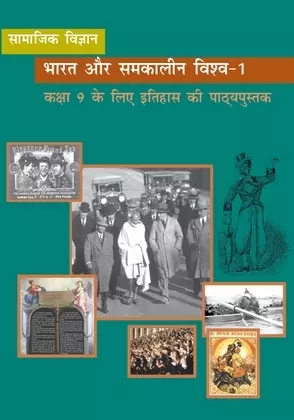 सामाजिक विज्ञान
भारत और समकालीन विश्व-1
कक्षा 9 के लिए इतिहास की पाठ्यपुस्तक